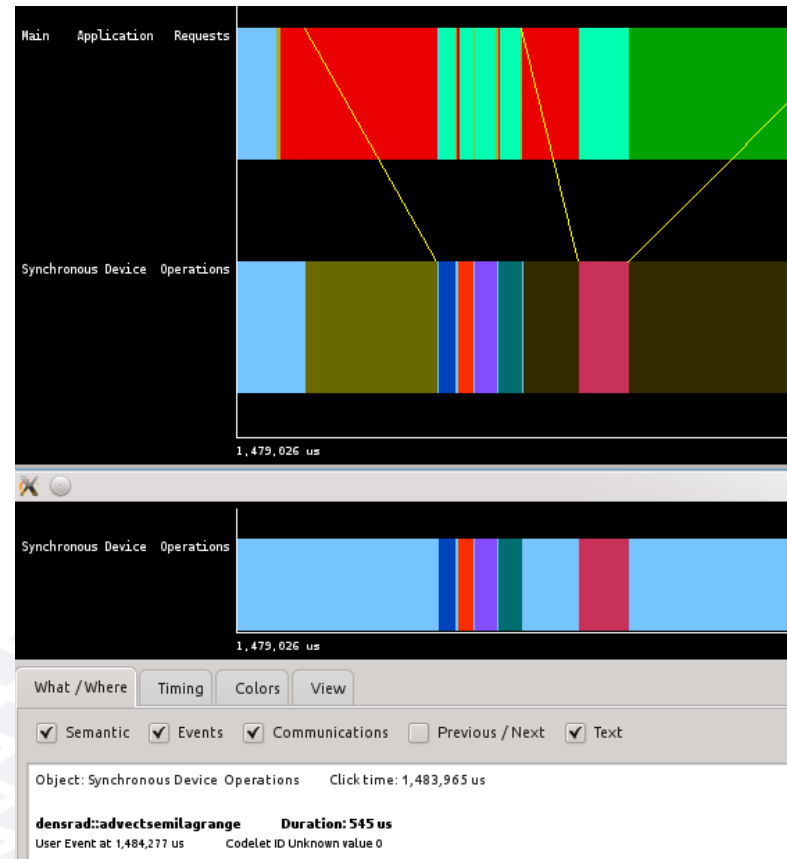 Main Application Requests
Synchronous Device Operations
1,479,026 us
Synchronous Device Operations
1,479,026 us
What / Where Timing Colors View
Semantic Events Communications Previous / Next Text
Object: Synchronous Device Operations Click time: 1,483,965 us
densrad::advectsemilagrange Duration: 545 us
User Event at 1,484,277 us Codelet ID Unknown value 0